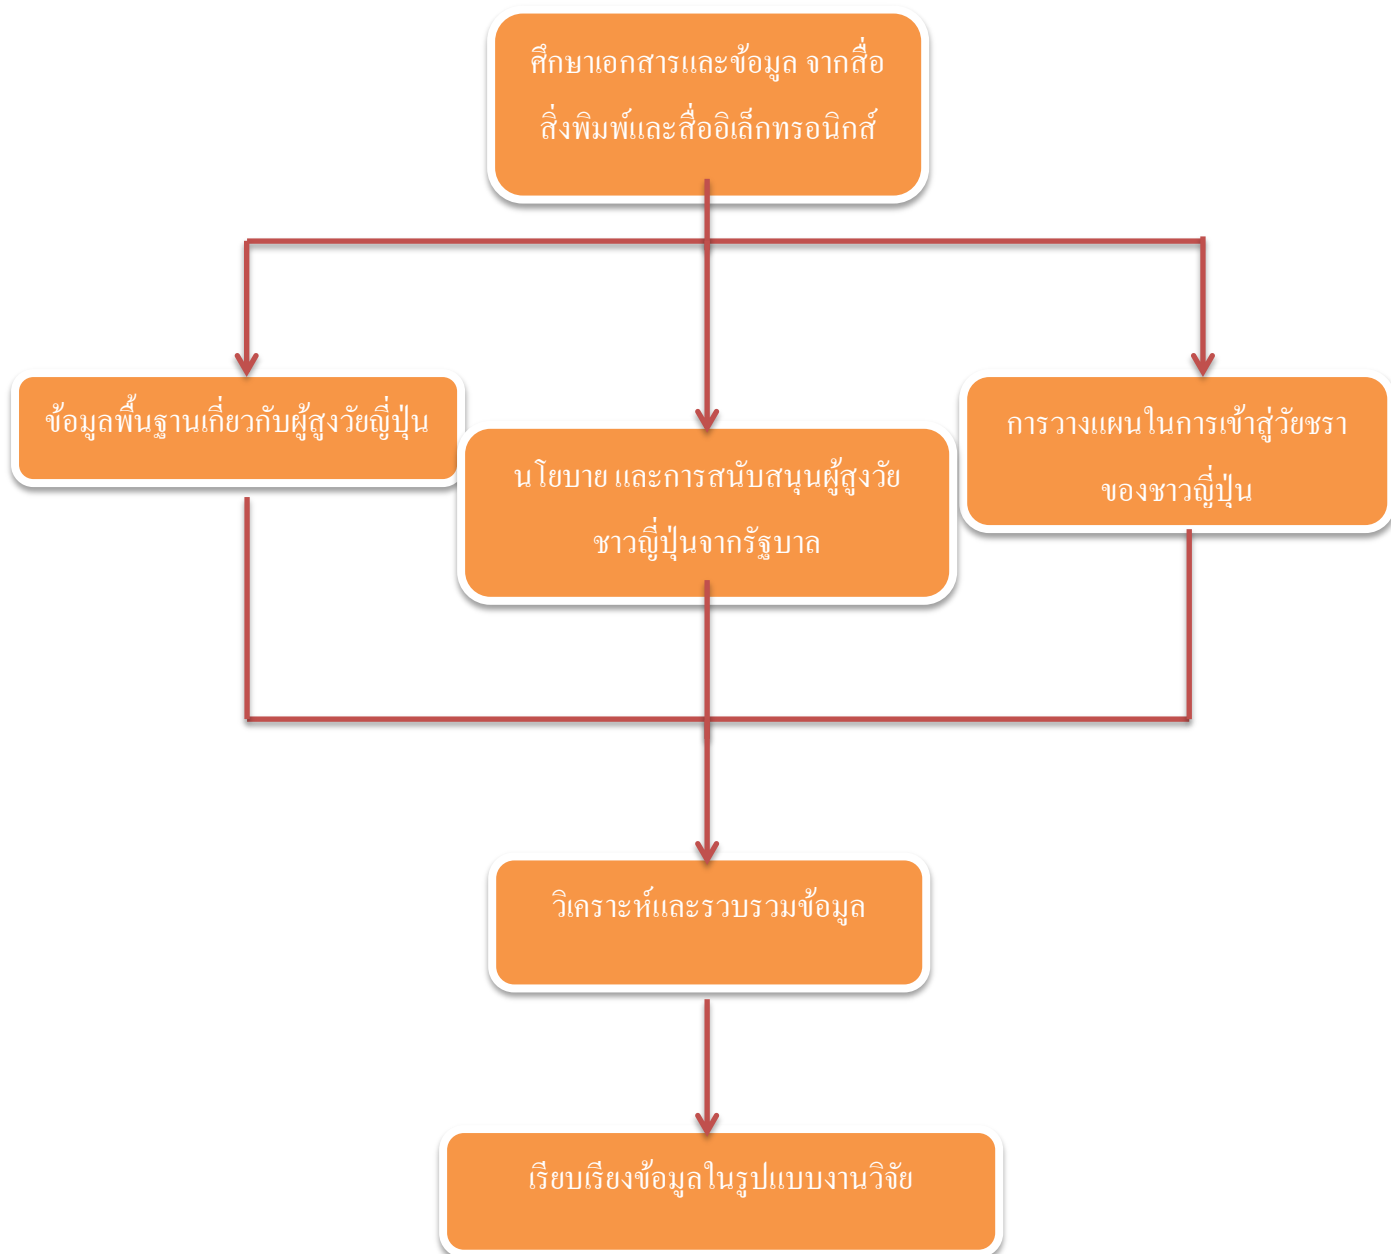 ศึกษาเอกสารและข้อมูล จากสื่อ
สิ่งพิมพ์และสื่ออิเล็กทรอนิกส์
ข้อมูลพื้นฐานเกี่ยวกับผู้สูงวัยญี่ปุ่น
นโยบาย และการสนับสนุนผู้สูงวัย
ชาวญี่ปุ่นจากรัฐบาล
การวางแผนในการเข้าสู่วัยชรา
ของชาวญี่ปุ่น
วิเคราะห์และรวบรวมข้อมูล
เรียบเรียงข้อมูลในรูปแบบงานวิจัย